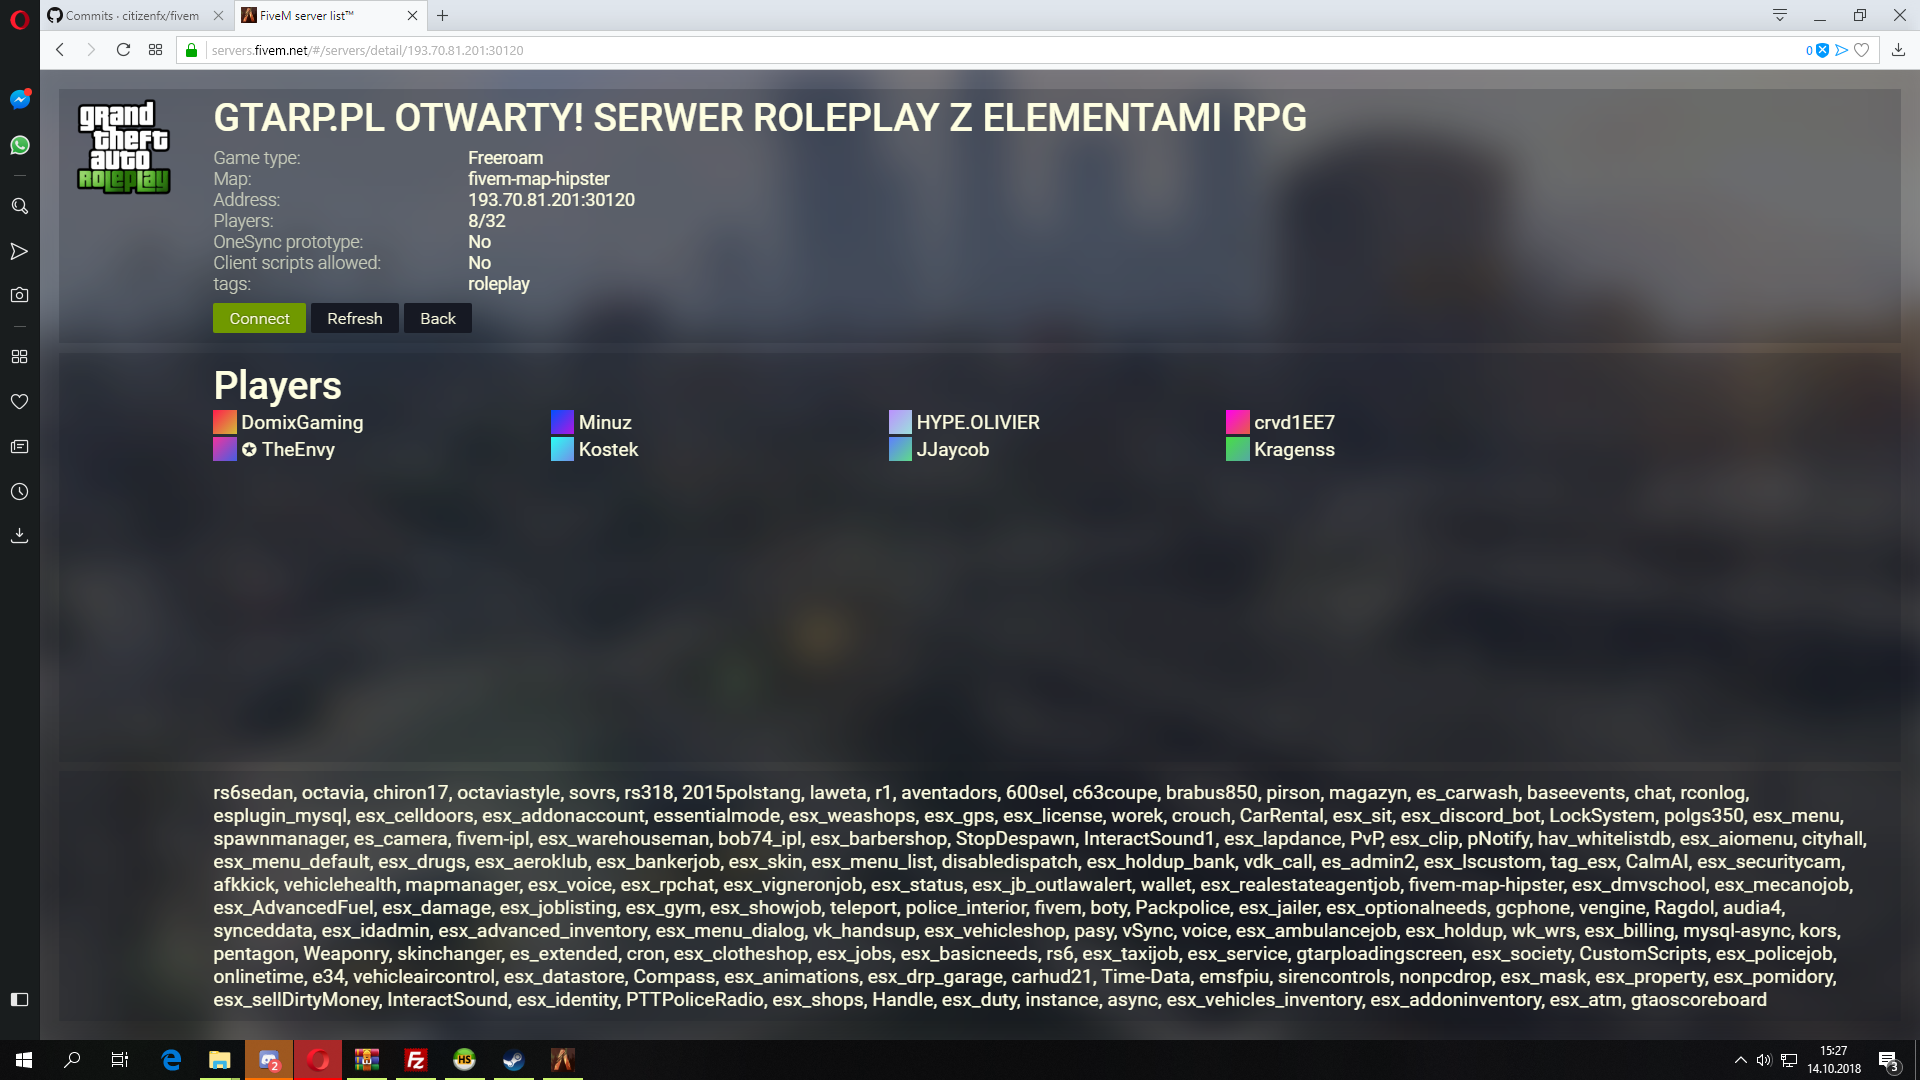 Commits · citizenfx/fivem
FiveM server list™
servers.fivem.net/#/servers/detail/193.70.81.201:30120
0
grand theft auto ROLEPLAY
GTARP.PL OTWARTY! SERWER ROLEPLAY Z ELEMENTAMI RPG
Game type: Freeroam
Map: fivem-map-hipster
Address: 193.70.81.201:30120
Players: 8/32
OneSync prototype: No
Client scripts allowed: No
tags: roleplay
Connect Refresh Back
Players
DomixGaming Minuz HYPE.OLIVIER crvd1EE7
✪ TheEnvy Kostek JJaycob Kragenss
rs6sedan, octavia, chiron17, octaviastyle, sovrs, rs318, 2015polstang, laweta, r1, aventadors, 600sel, c63coupe, brabus850, pirson, magazyn, es_carwash, baseevents, chat, rconlog,
esplugin_mysql, esx_celldoors, esx_addonaccount, essentialmode, esx_weashops, esx_gps, esx_license, worek, crouch, CarRental, esx_sit, esx_discord_bot, LockSystem, polgs350, esx_menu,
spawnmanager, es_camera, fivem-ipl, esx_warehouseman, bob74_ipl, esx_barbershop, StopDespawn, InteractSound1, esx_lapdance, PvP, esx_clip, pNotify, hav_whitelistdb, esx_aiomenu, cityhall,
esx_menu_default, esx_drugs, esx_aeroklub, esx_bankerjob, esx_skin, esx_menu_list, disabledispatch, esx_holdup_bank, vdk_call, es_admin2, esx_lscustom, tag_esx, CalmAI, esx_securitycam,
afkkick, vehiclehealth, mapmanager, esx_voice, esx_rpchat, esx_vigneronjob, esx_status, esx_jb_outlawalert, wallet, esx_realestateagentjob, fivem-map-hipster, esx_dmvschool, esx_mecanojob,
esx_AdvancedFuel, esx_damage, esx_joblisting, esx_gym, esx_showjob, teleport, police_interior, fivem, boty, Packpolice, esx_jailer, esx_optionalneeds, gcphone, vengine, Ragdol, audia4,
synceddata, esx_idadmin, esx_advanced_inventory, esx_menu_dialog, vk_handsup, esx_vehicleshop, pasy, vSync, voice, esx_ambulancejob, esx_holdup, wk_wrs, esx_billing, mysql-async, kors,
pentagon, Weaponry, skinchanger, es_extended, cron, esx_clotheshop, esx_jobs, esx_basicneeds, rs6, esx_taxijob, esx_service, gtarploadingscreen, esx_society, CustomScripts, esx_policejob,
onlinetime, e34, vehicleaircontrol, esx_datastore, Compass, esx_animations, esx_drp_garage, carhud21, Time-Data, emsfpiu, sirencontrols, nonpcdrop, esx_mask, esx_property, esx_pomidory,
esx_sellDirtyMoney, InteractSound, esx_identity, PTTPoliceRadio, esx_shops, Handle, esx_duty, instance, async, esx_vehicles_inventory, esx_addoninventory, esx_atm, gtaoscoreboard
2
Fz
HS
15:27
14.10.2018
3